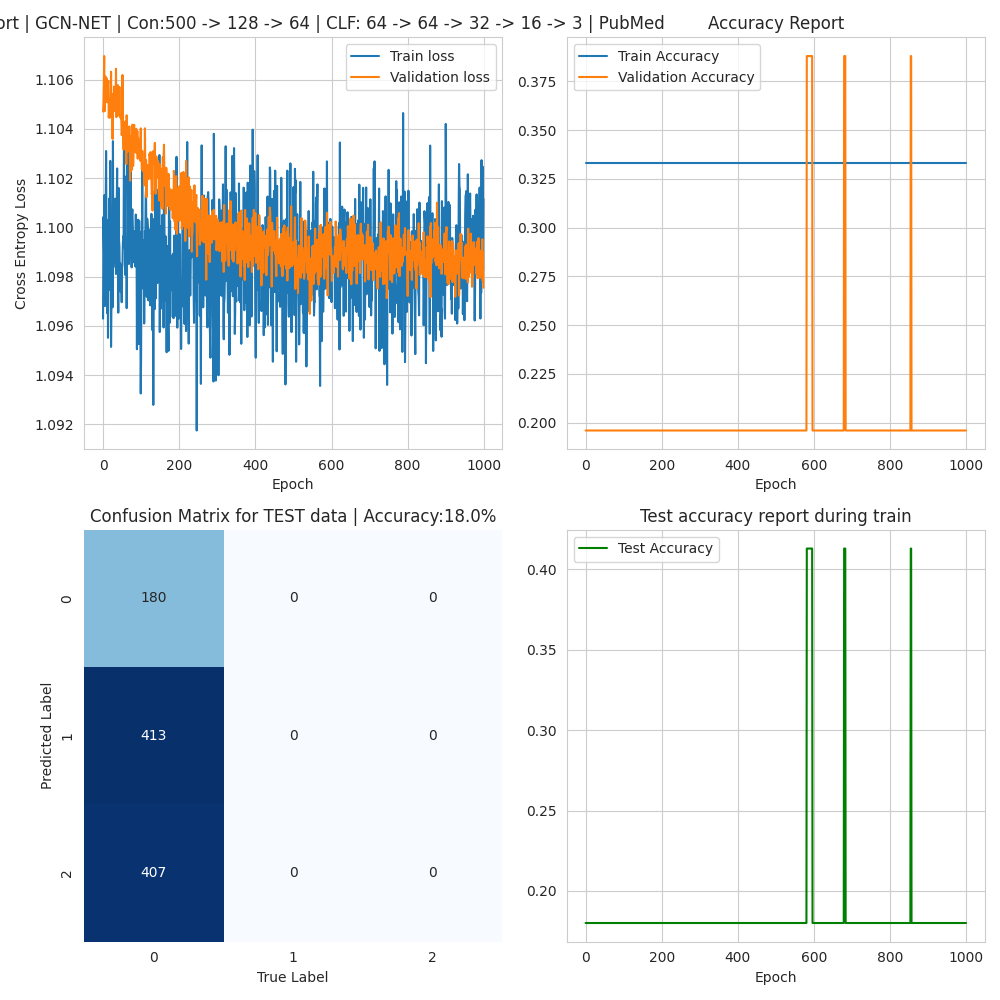 ort | GCN-NET | Con:500 -> 128 -> 64 | CLF: 64 -> 64 -> 32 -> 16 -> 3 | PubMed
Accuracy Report
Train loss
Validation loss
Train Accuracy
Validation Accuracy
Cross Entropy Loss
1.106
1.104
1.102
1.100
1.098
1.096
1.094
1.092
0 200 400 600 800 1000
Epoch
0.375
0.350
0.325
0.300
0.275
0.250
0.225
0.200
0 200 400 600 800 1000
Epoch
Confusion Matrix for TEST data | Accuracy:18.0%
Predicted Label
0 180 0 0
1 413 0 0
2 407 0 0
0 1 2
True Label
Test accuracy report during train
Test Accuracy
0.40
0.35
0.30
0.25
0.20
0 200 400 600 800 1000
Epoch